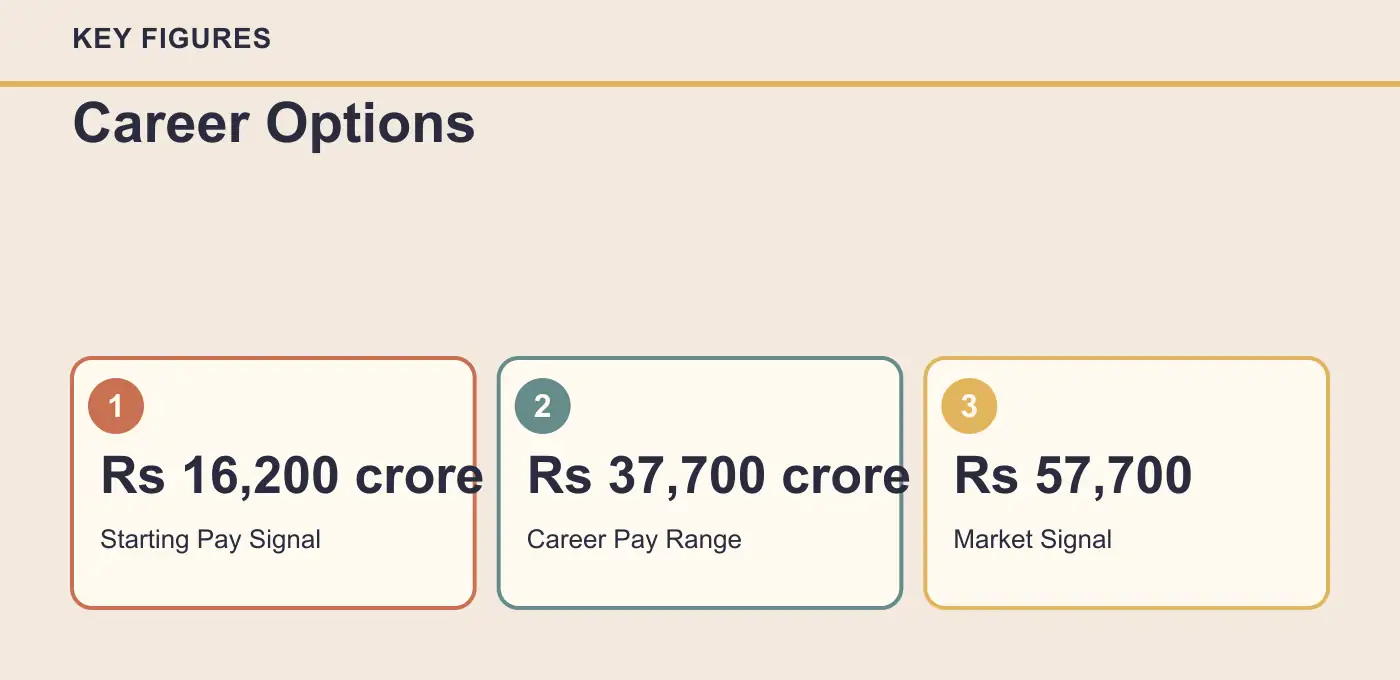 KEY FIGURES
Career Options
1
Rs 16,200 crore
Starting Pay Signal
2
Rs 37,700 crore
Career Pay Range
3
Rs 57,700
Market Signal